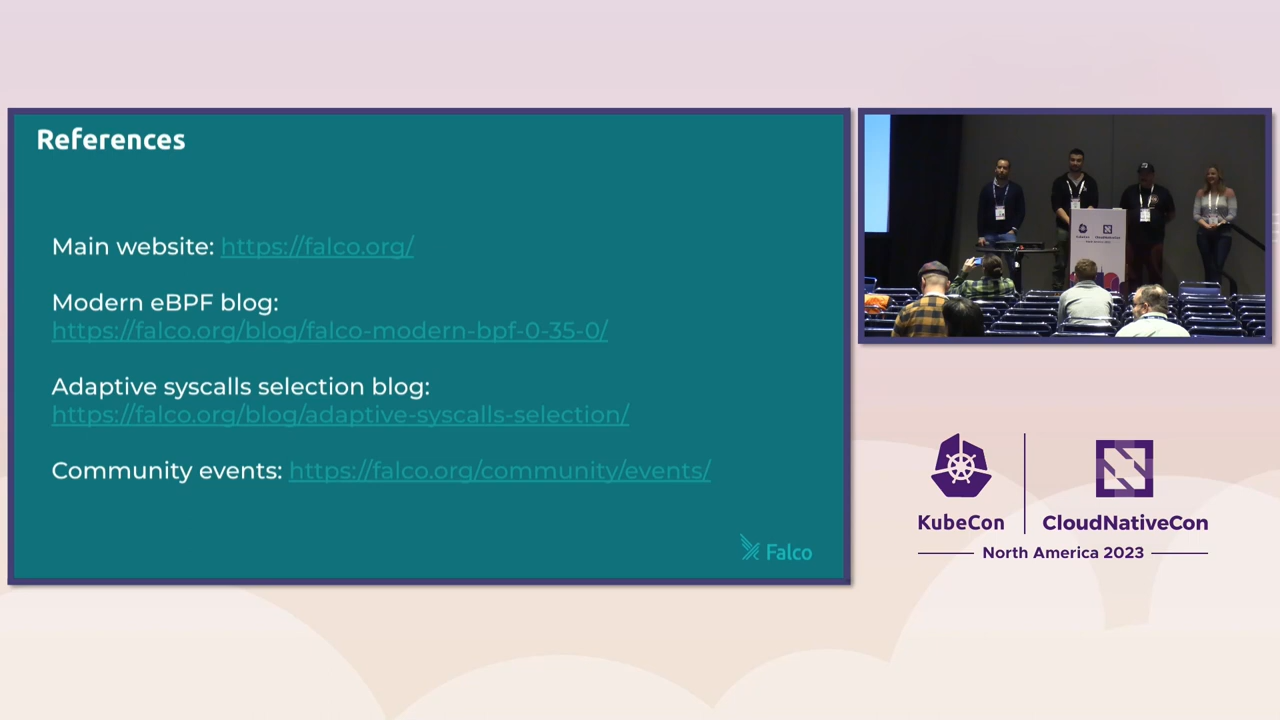 References
Main website: https://falco.org/
Modern eBPF blog:
https://falco.org/blog/falco-modern-bpf-0-35-0/
Adaptive syscalls selection blog:
https://falco.org/blog/adaptive-syscalls-selection/
Community events: https://falco.org/community/events/
Falco
KubeCon
CloudNativeCon
North America 2023